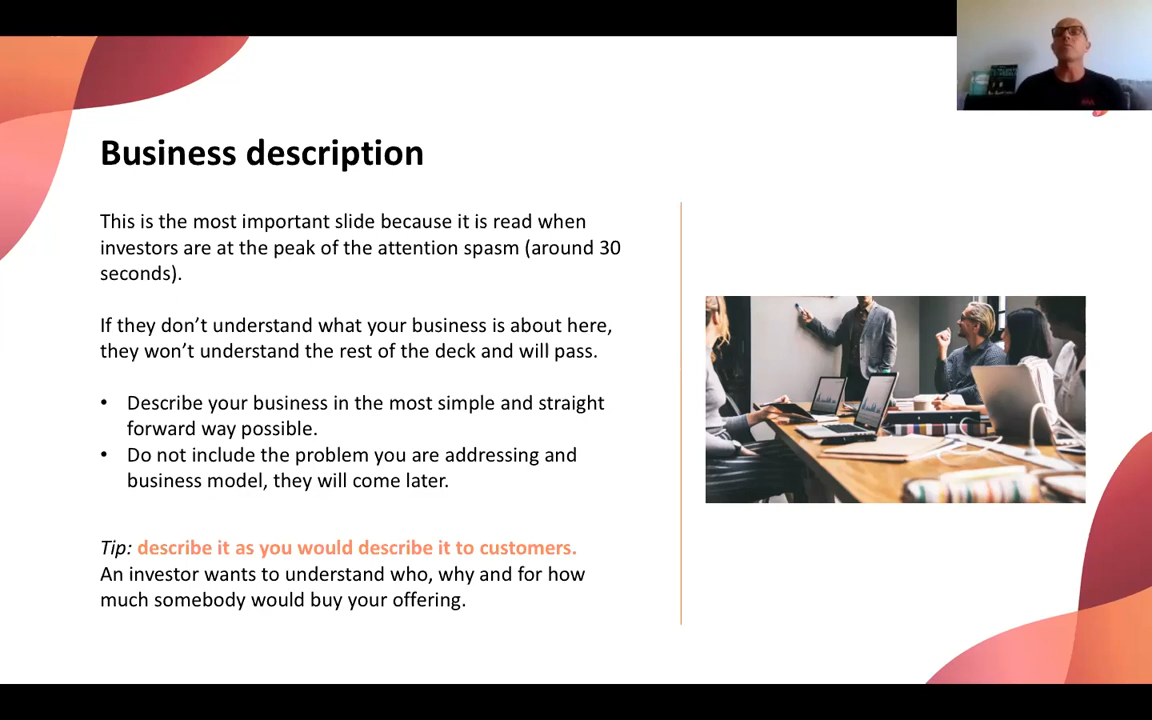 Business description
This is the most important slide because it is read when
investors are at the peak of the attention spasm (around 30
seconds).
If they don’t understand what your business is about here,
they won’t understand the rest of the deck and will pass.
• Describe your business in the most simple and straight
forward way possible.
• Do not include the problem you are addressing and
business model, they will come later.
Tip: describe it as you would describe it to customers.
An investor wants to understand who, why and for how
much somebody would buy your offering.